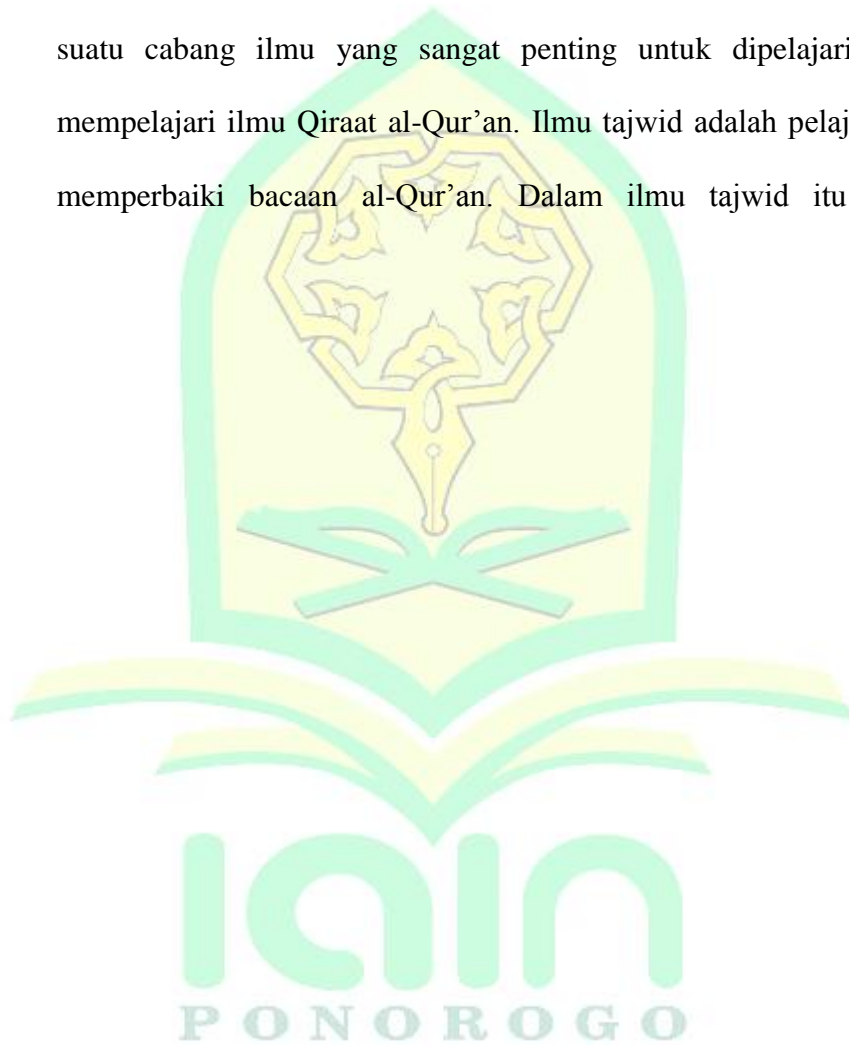 suatu cabang ilmu yang sangat penting untuk dipelajari
mempelajari ilmu Qiraat al-Qur’an. Ilmu tajwid adalah
memperbaiki bacaan al-Qur’an. Dalam ilmu tajwid itu
iain
PONOROGO